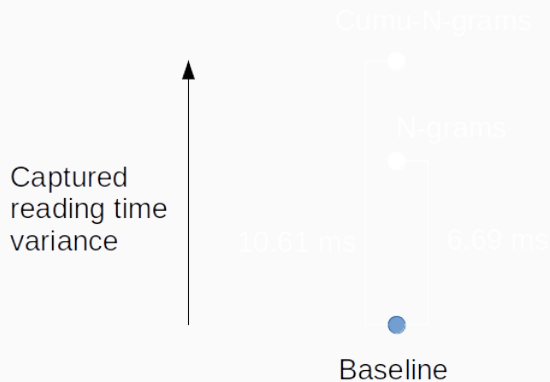 Cumu-N-grams
N-grams
Captured
reading time
variance
10.61 ms
6.69 ms
Baseline